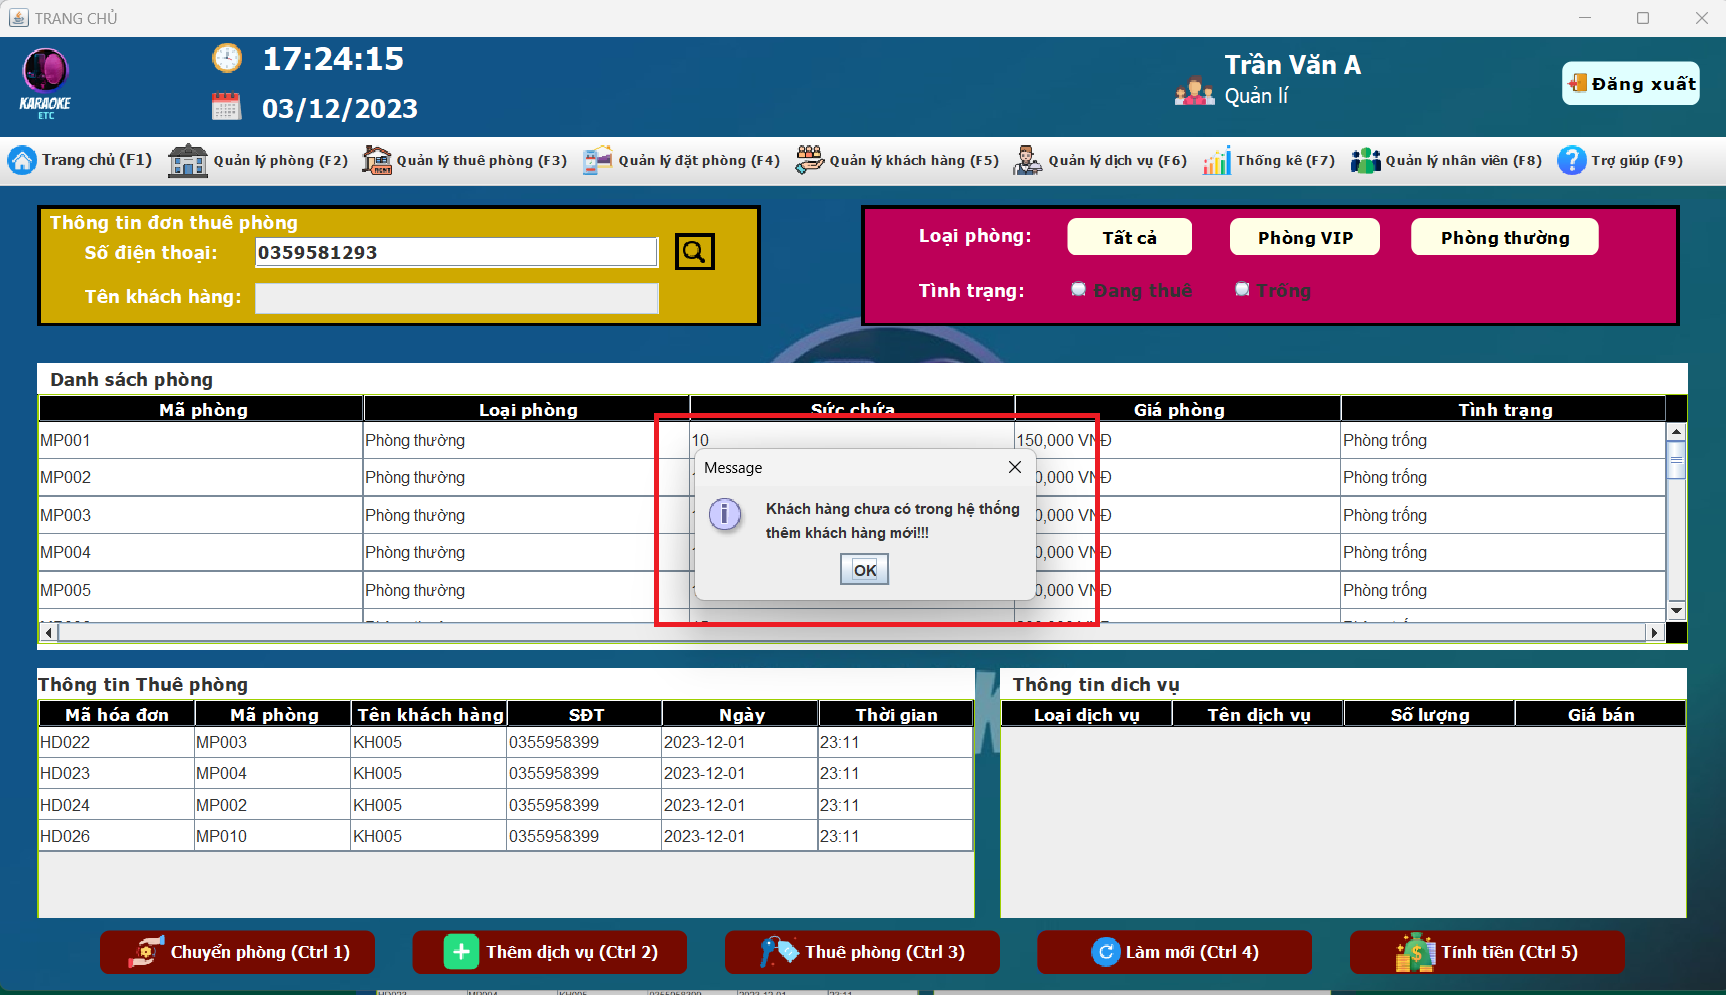 TRANG CHỦ
KARAOKE
ETC
17:24:15
03/12/2023
Trần Văn A
Quản lí
Đăng xuất
Trang chủ (F1)
Quản lý phòng (F2)
Quản lý thuê phòng (F3)
Quản lý đặt phòng (F4)
Quản lý khách hàng (F5)
Quản lý dịch vụ (F6)
Thống kê (F7)
Quản lý nhân viên (F8)
Trợ giúp (F9)
Thông tin đơn thuê phòng
Số điện thoại: 0359581293
Tên khách hàng:
Loại phòng: Tất cả Phòng VIP Phòng thường
Tình trạng: Đang thuê Trống
Danh sách phòng
Mã phòng Loại phòng Sức chứa Giá phòng Tình trạng
MP001 Phòng thường 10 150,000 VNĐ Phòng trống
MP002 Phòng thường 0,000 VNĐ Phòng trống
MP003 Phòng thường 0,000 VNĐ Phòng trống
MP004 Phòng thường 0,000 VNĐ Phòng trống
MP005 Phòng thường 0,000 VNĐ Phòng trống
Message
Khách hàng chưa có trong hệ thống
thêm khách hàng mới!!!
OK
Thông tin Thuê phòng
Mã hóa đơn Mã phòng Tên khách hàng SĐT Ngày Thời gian
HD022 MP003 KH005 0355958399 2023-12-01 23:11
HD023 MP004 KH005 0355958399 2023-12-01 23:11
HD024 MP002 KH005 0355958399 2023-12-01 23:11
HD026 MP010 KH005 0355958399 2023-12-01 23:11
Thông tin dich vụ
Loại dịch vụ Tên dịch vụ Số lượng Giá bán
Chuyển phòng (Ctrl 1)
Thêm dịch vụ (Ctrl 2)
Thuê phòng (Ctrl 3)
Làm mới (Ctrl 4)
Tính tiền (Ctrl 5)